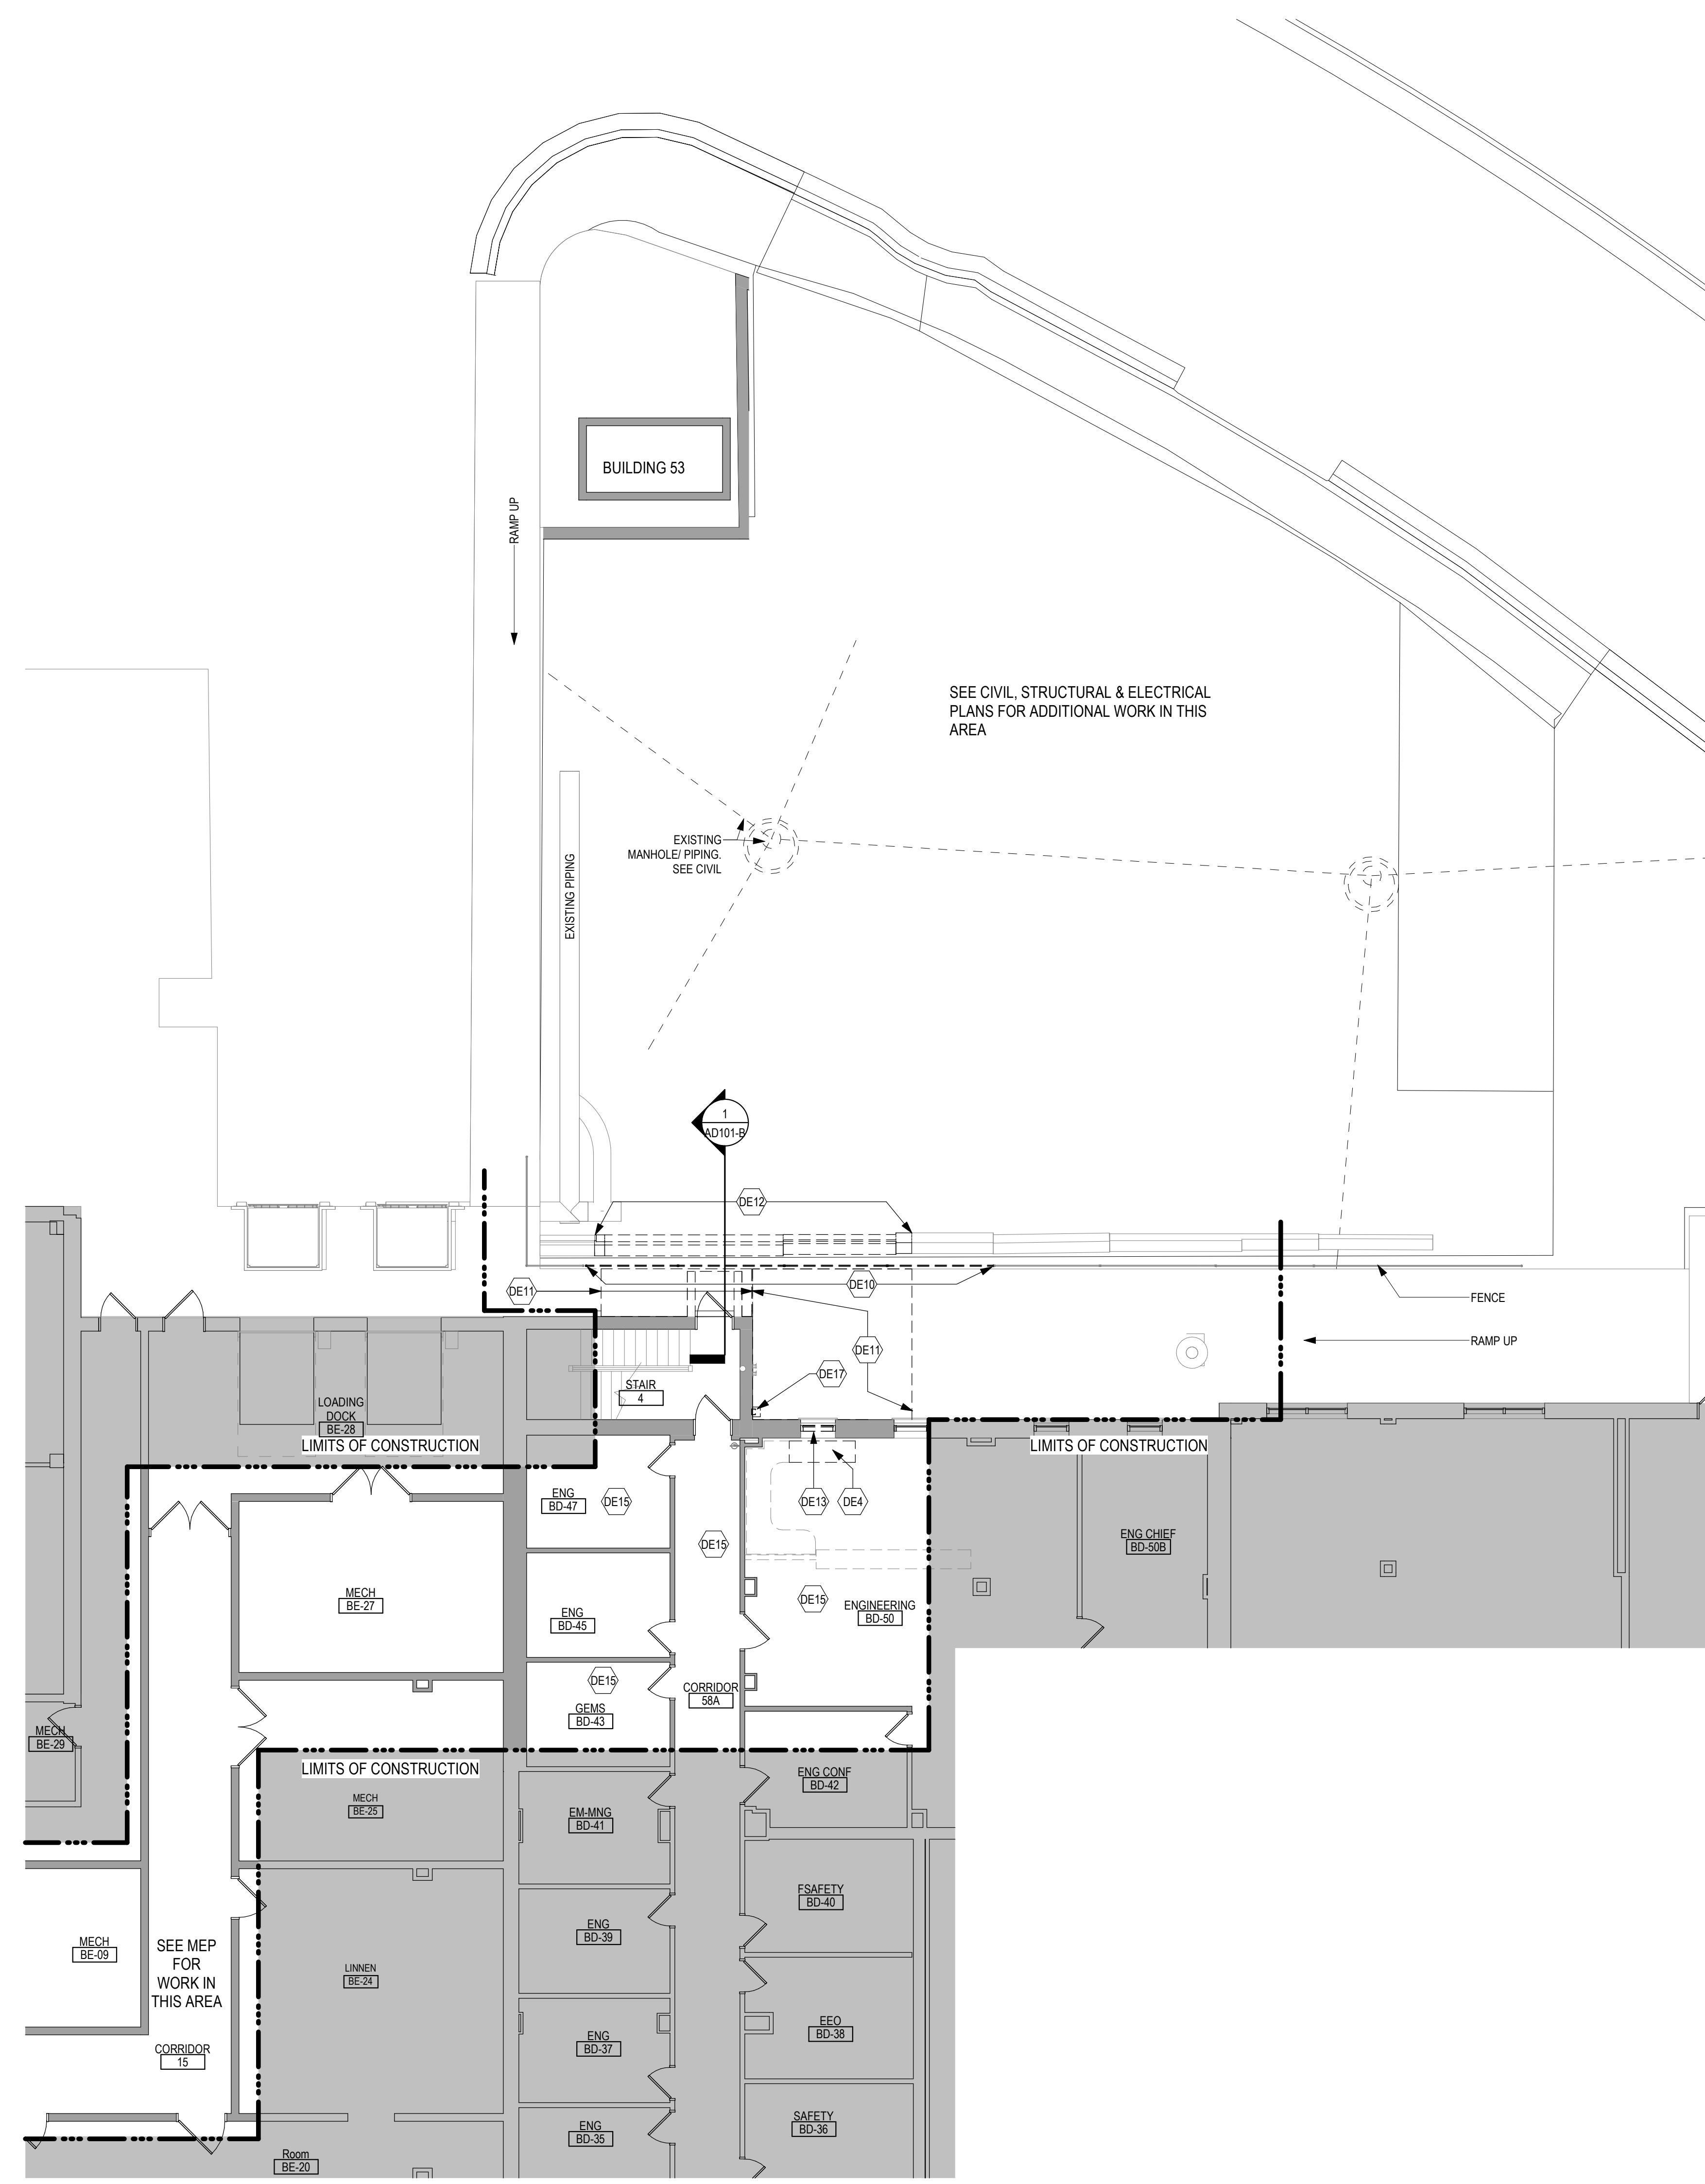 BUILDING 53
RAMP UP
SEE CIVIL, STRUCTURAL & ELECTRICAL
PLANS FOR ADDITIONAL WORK IN THIS
AREA
EXISTING
MANHOLE/ PIPING.
SEE CIVIL
EXISTING PIPING
1
AD101-B
DE12
DE11
DE10
FENCE
RAMP UP
DE11
DE17
STAIR
4
LOADING
DOCK
BE-28
LIMITS OF CONSTRUCTION
LIMITS OF CONSTRUCTION
ENG
BD-47
DE15
DE13
DE4
DE15
ENG CHIEF
BD-50B
MECH
BE-27
ENG
BD-45
DE15
ENGINEERING
BD-50
DE15
GEMS
BD-43
CORRIDOR
58A
MECH
BE-29
LIMITS OF CONSTRUCTION
ENG CONF
BD-42
MECH
BE-25
EM-MNG
BD-41
FSAFETY
BD-40
ENG
BD-39
MECH
BE-09
SEE MEP
FOR
WORK IN
THIS AREA
LINNEN
BE-24
EEO
BD-38
ENG
BD-37
CORRIDOR
15
SAFETY
BD-36
ENG
BD-35
Room
BE-20